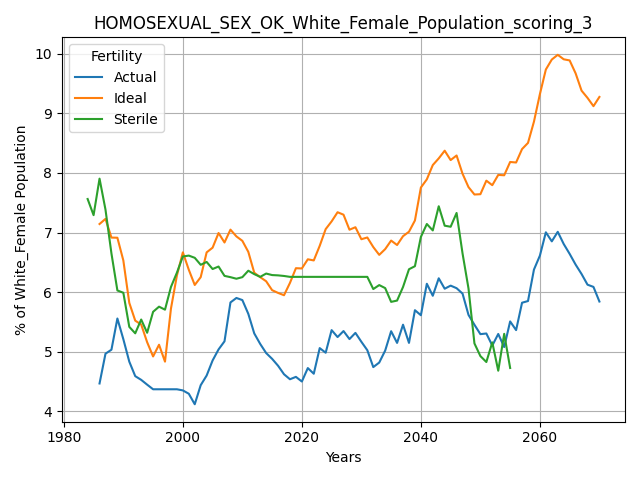 HOMOSEXUAL_SEX_OK_White_Female_Population_scoring_3
Fertility
Actual
Ideal
Sterile
% of White_Female Population
10
9
8
7
6
5
4
1980
2000
2020
2040
2060
Years